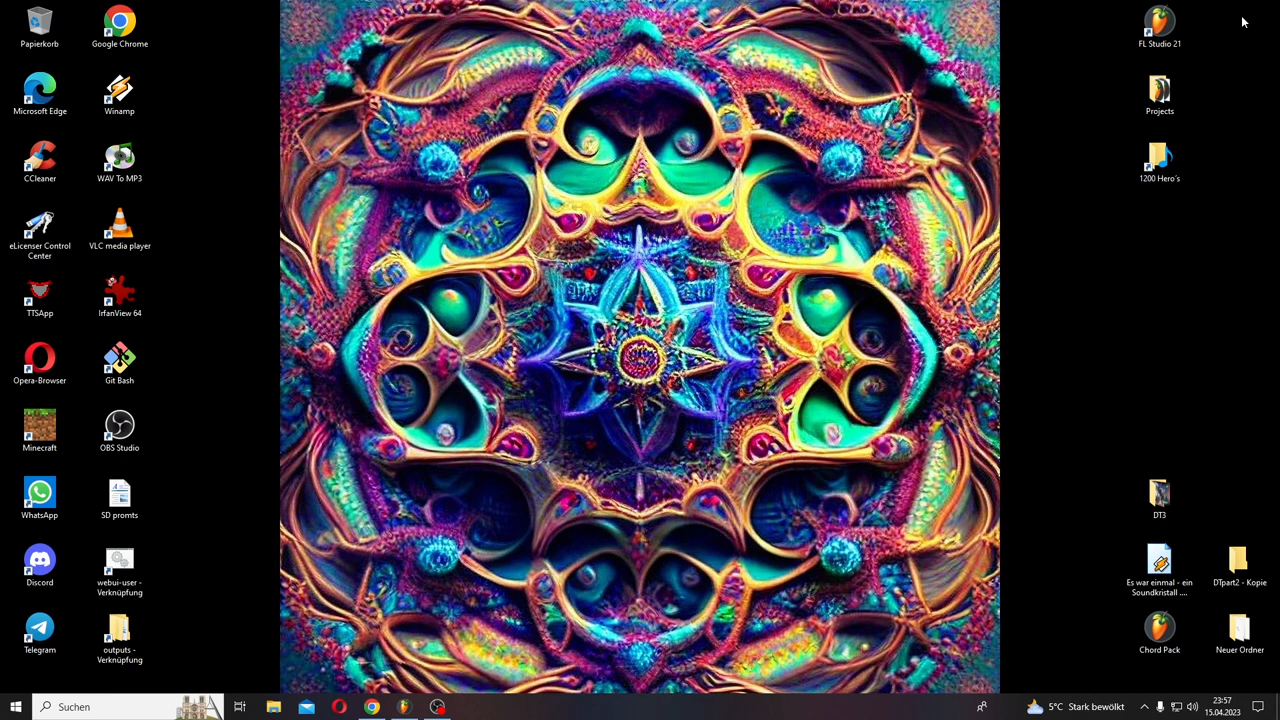 Papierkorb
Google Chrome
FL Studio 21
Microsoft Edge
Winamp
Projects
CCleaner
WAV To MP3
1200 Hero´s
eLicenser Control
Center
VLC media player
TTSApp
IrfanView 64
Opera-Browser
Git Bash
Minecraft
OBS Studio
WhatsApp
SD promts
DT3
Discord
webui-user -
Verknüpfung
Es war einmal - ein
Soundkristall ....
DTpart2 - Kopie
Telegram
outputs -
Verknüpfung
Chord Pack
Neuer Ordner
Suchen
5°C Stark bewölkt
23:57
15.04.2023